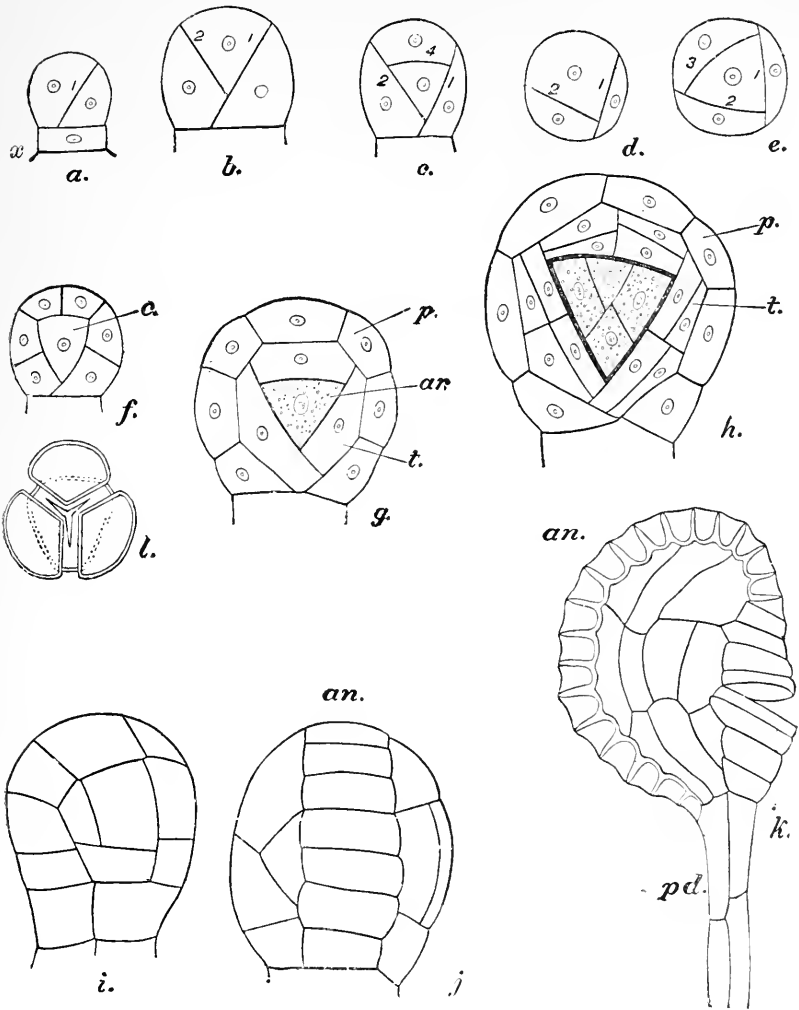 1
2 1
4
2 1
1
2
3 1
2
x
a.
b.
c.
d.
e.
c.
f.
p.
ar.
t.
g.
p.
t.
h.
l.
an.
an.
pd.
k.
i.
j